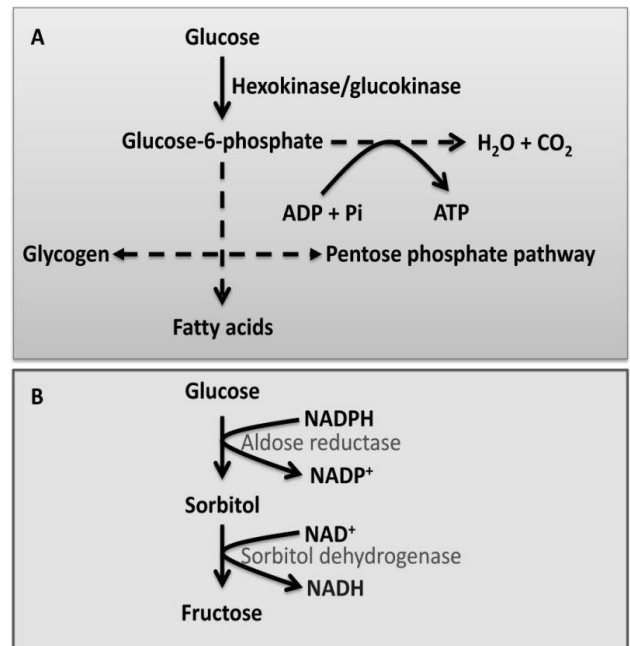 A
Glucose
Hexokinase/glucokinase
Glucose-6-phosphate
H₂O + CO₂
ADP + Pi
ATP
Glycogen
Pentose phosphate pathway
Fatty acids
B
Glucose
NADPH
Aldose reductase
NADP⁺
Sorbitol
NAD⁺
Sorbitol dehydrogenase
NADH
Fructose